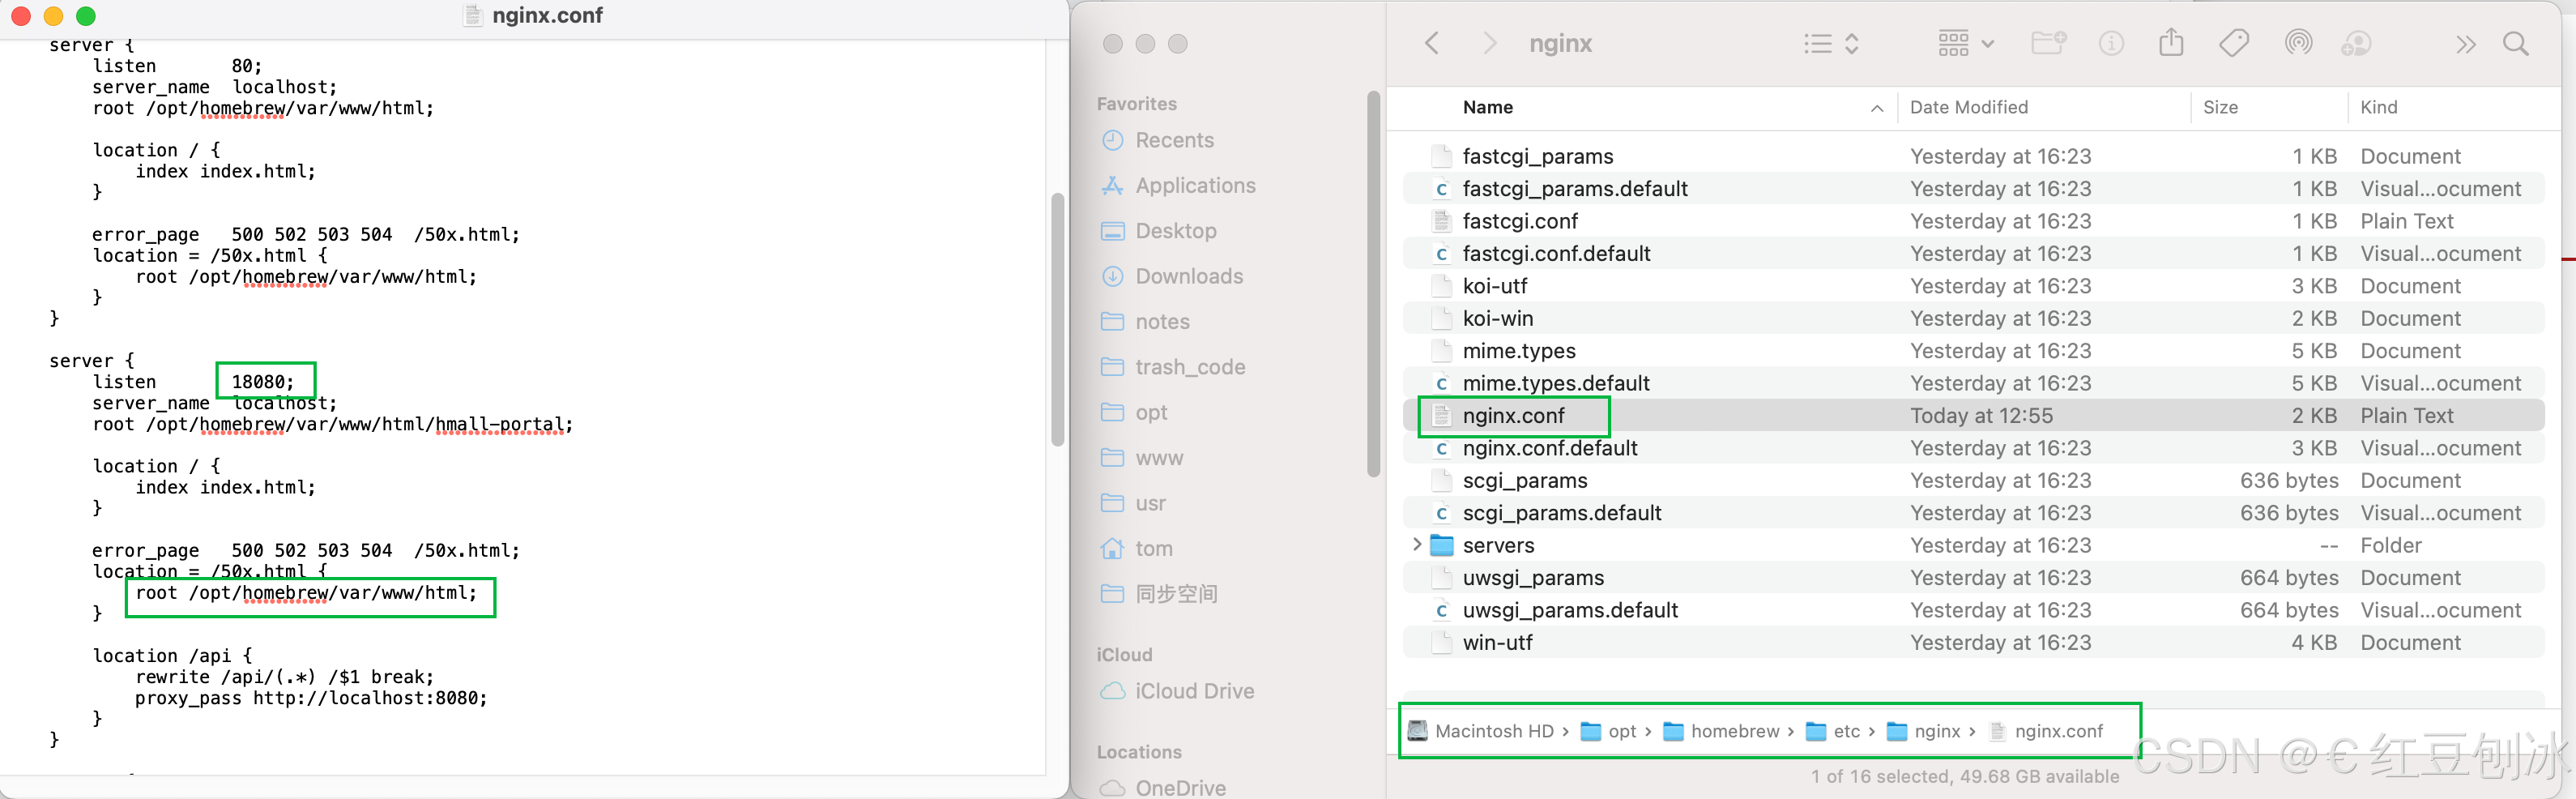 nginx.conf
server {
listen 80;
server_name localhost;
root /opt/homebrew/var/www/html;
location / {
index index.html;
}
error_page 500 502 503 504 /50x.html;
location = /50x.html {
root /opt/homebrew/var/www/html;
}
}
server {
listen 18080;
server_name localhost;
root /opt/homebrew/var/www/html/hmall-portal;
location / {
index index.html;
}
error_page 500 502 503 504 /50x.html;
location = /50x.html {
root /opt/homebrew/var/www/html;
}
location /api {
rewrite /api/(.*) /$1 break;
proxy_pass http://localhost:8080;
}
}
nginx
Favorites
Recents
Applications
Desktop
Downloads
notes
trash_code
opt
www
usr
tom
同步空间
iCloud
iCloud Drive
Locations
OneDrive
Name Date Modified Size Kind
fastcgi_params Yesterday at 16:23 1 KB Document
fastcgi_params.default Yesterday at 16:23 1 KB Visual...ocument
fastcgi.conf Yesterday at 16:23 1 KB Plain Text
fastcgi.conf.default Yesterday at 16:23 1 KB Visual...ocument
koi-utf Yesterday at 16:23 3 KB Document
koi-win Yesterday at 16:23 2 KB Document
mime.types Yesterday at 16:23 5 KB Document
mime.types.default Yesterday at 16:23 5 KB Visual...ocument
nginx.conf Today at 12:55 2 KB Plain Text
nginx.conf.default Yesterday at 16:23 3 KB Visual...ocument
scgi_params Yesterday at 16:23 636 bytes Document
scgi_params.default Yesterday at 16:23 636 bytes Visual...ocument
servers Yesterday at 16:23 -- Folder
uwsgi_params Yesterday at 16:23 664 bytes Document
uwsgi_params.default Yesterday at 16:23 664 bytes Visual...ocument
win-utf Yesterday at 16:23 4 KB Document
Macintosh HD › opt › homebrew › etc › nginx › nginx.conf
1 of 16 selected, 49.68 GB available
CSDN @€红豆刨冰